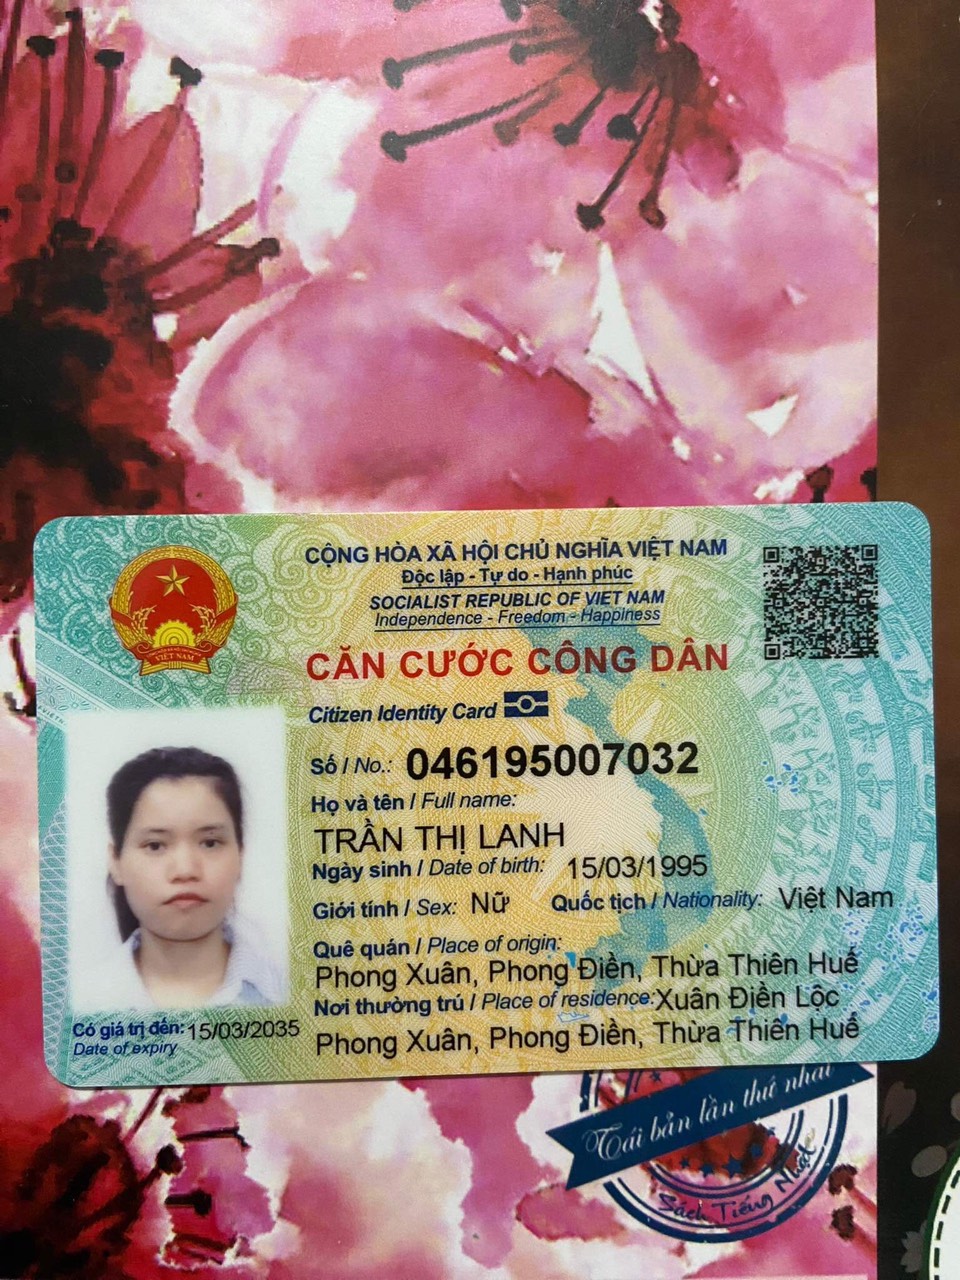 CỘNG HÒA XÃ HỘI CHỦ NGHĨA VIỆT NAM
Độc lập - Tự do - Hạnh phúc
SOCIALIST REPUBLIC OF VIET NAM
Independence - Freedom - Happiness
CĂN CƯỚC CÔNG DÂN
Citizen Identity Card
Số / No.: 046195007032
Họ và tên / Full name:
TRẦN THỊ LANH
Ngày sinh / Date of birth: 15/03/1995
Giới tính / Sex: Nữ Quốc tịch / Nationality: Việt Nam
Quê quán / Place of origin:
Phong Xuân, Phong Điền, Thừa Thiên Huế
Nơi thường trú / Place of residence: Xuân Điền Lộc
Phong Xuân, Phong Điền, Thừa Thiên Huế
Có giá trị đến: 15/03/2035
Date of expiry
VIỆT NAM
Tái bản lần thứ nhất
Sách Tiếng Nhật